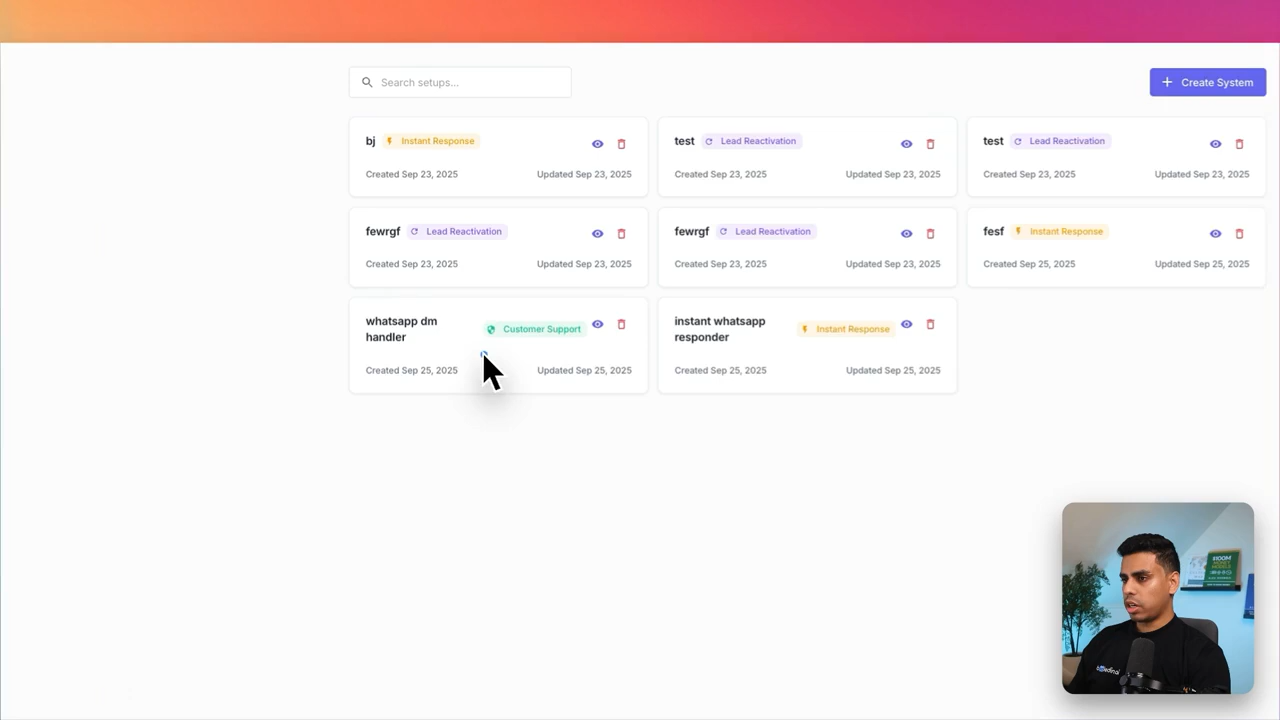 Search setups...
+ Create System
bj Instant Response
Created Sep 23, 2025 Updated Sep 23, 2025
test Lead Reactivation
Created Sep 23, 2025 Updated Sep 23, 2025
test Lead Reactivation
Created Sep 23, 2025 Updated Sep 23, 2025
fewrgf Lead Reactivation
Created Sep 23, 2025 Updated Sep 23, 2025
fewrgf Lead Reactivation
Created Sep 23, 2025 Updated Sep 23, 2025
fesf Instant Response
Created Sep 25, 2025 Updated Sep 25, 2025
whatsapp dm
handler
Customer Support
Created Sep 25, 2025 Updated Sep 25, 2025
instant whatsapp
responder
Instant Response
Created Sep 25, 2025 Updated Sep 25, 2025
$100M